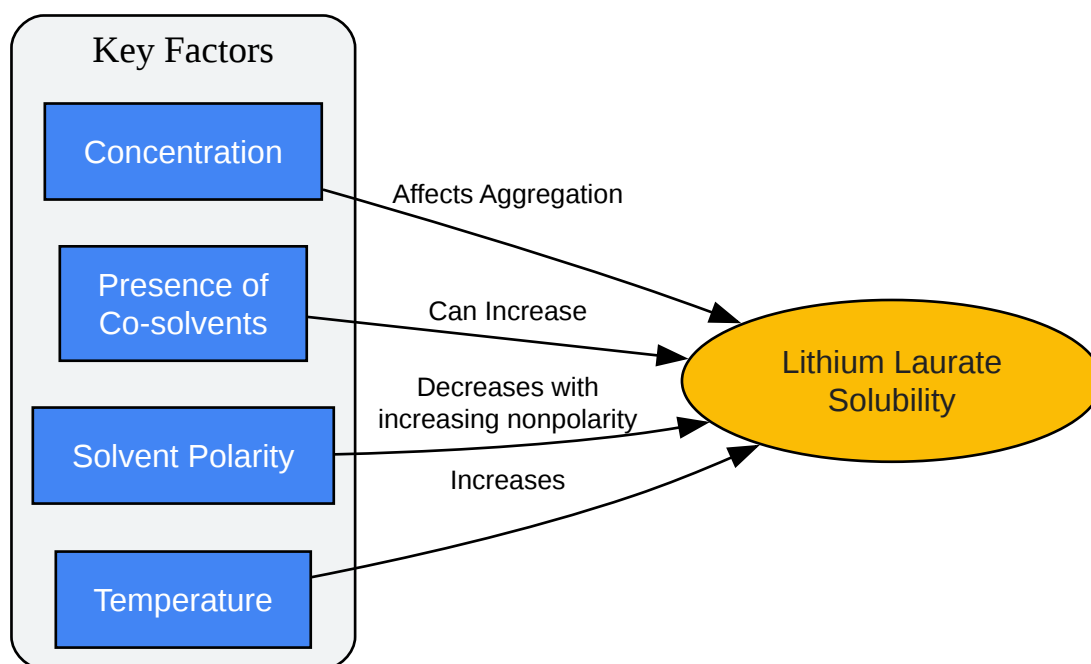 Key Factors
Concentration
Affects Aggregation
Presence of
Co-solvents
Can Increase
Solvent Polarity
Decreases with
increasing nonpolarity
Temperature
Increases
Lithium Laurate
Solubility